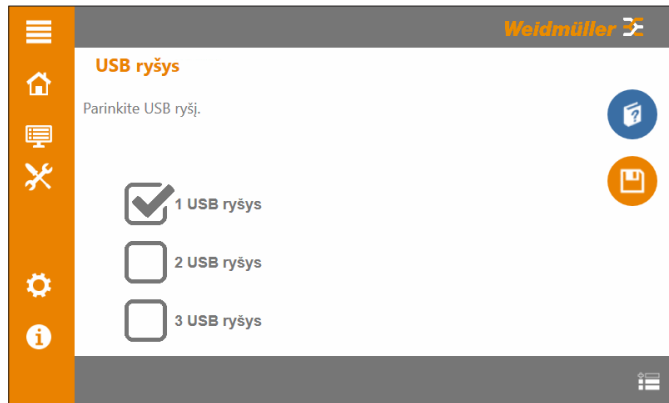 Weidmüller
USB ryšys
Parinkite USB ryšį.
1 USB ryšys
2 USB ryšys
3 USB ryšys